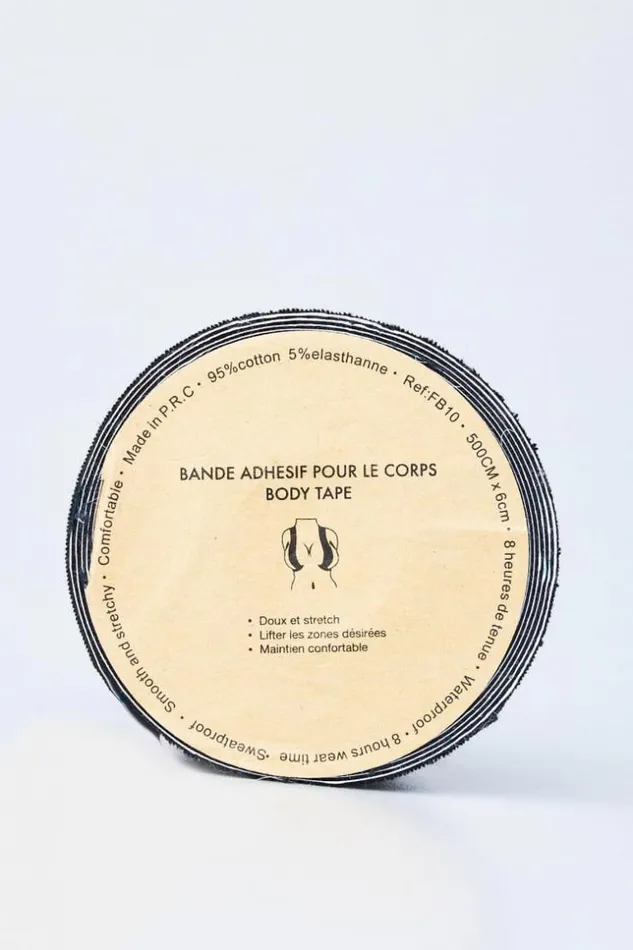 95%cotton 5%elasthanne • Ref:FB10 • 500CM x 6cm • 8 heures de tenue • Waterproof • 8 hours wear time • Sweatproof • Smooth and stretchy • Comfortable • Made in P.R.C •
BANDE ADHESIF POUR LE CORPS
BODY TAPE
• Doux et stretch
• Lifter les zones désirées
• Maintien confortable